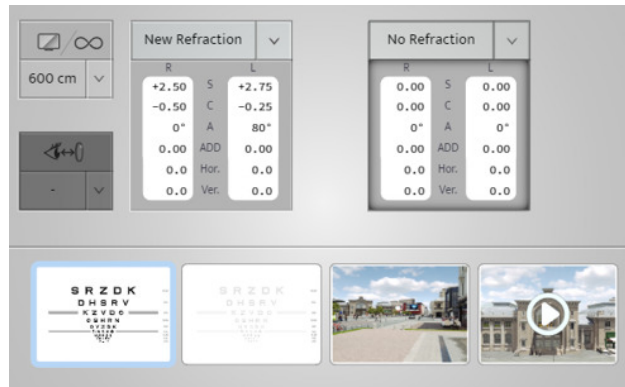 600 cm
-
New Refraction
R L
+2.50 S +2.75
-0.50 C -0.25
0° A 80°
0.00 ADD 0.00
0.0 Hor. 0.0
0.0 Ver. 0.0
No Refraction
R L
0.00 S 0.00
0.00 C 0.00
0° A 0°
0.00 ADD 0.00
0.0 Hor. 0.0
0.0 Ver. 0.0
S R Z D K
D H S R V
K Z V D C
S R Z D K
D H S R V